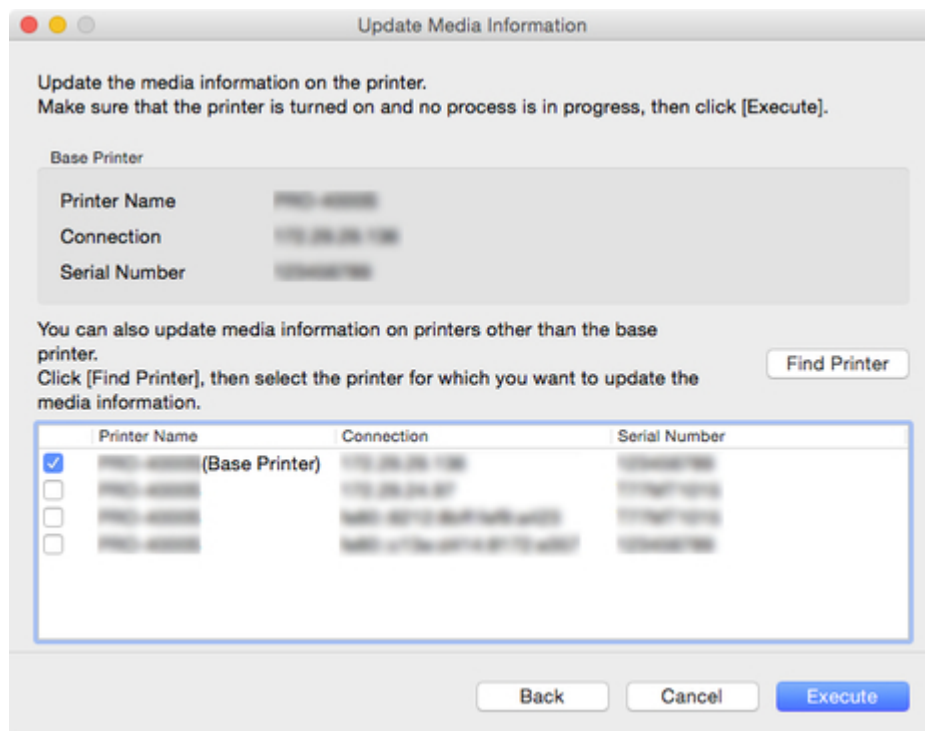 Update Media Information
Update the media information on the printer.
Make sure that the printer is turned on and no process is in progress, then click [Execute].
Base Printer
Printer Name
Connection
Serial Number
You can also update media information on printers other than the base
printer.
Click [Find Printer], then select the printer for which you want to update the
media information.
Find Printer
Printer Name Connection Serial Number
(Base Printer)
Back Cancel Execute